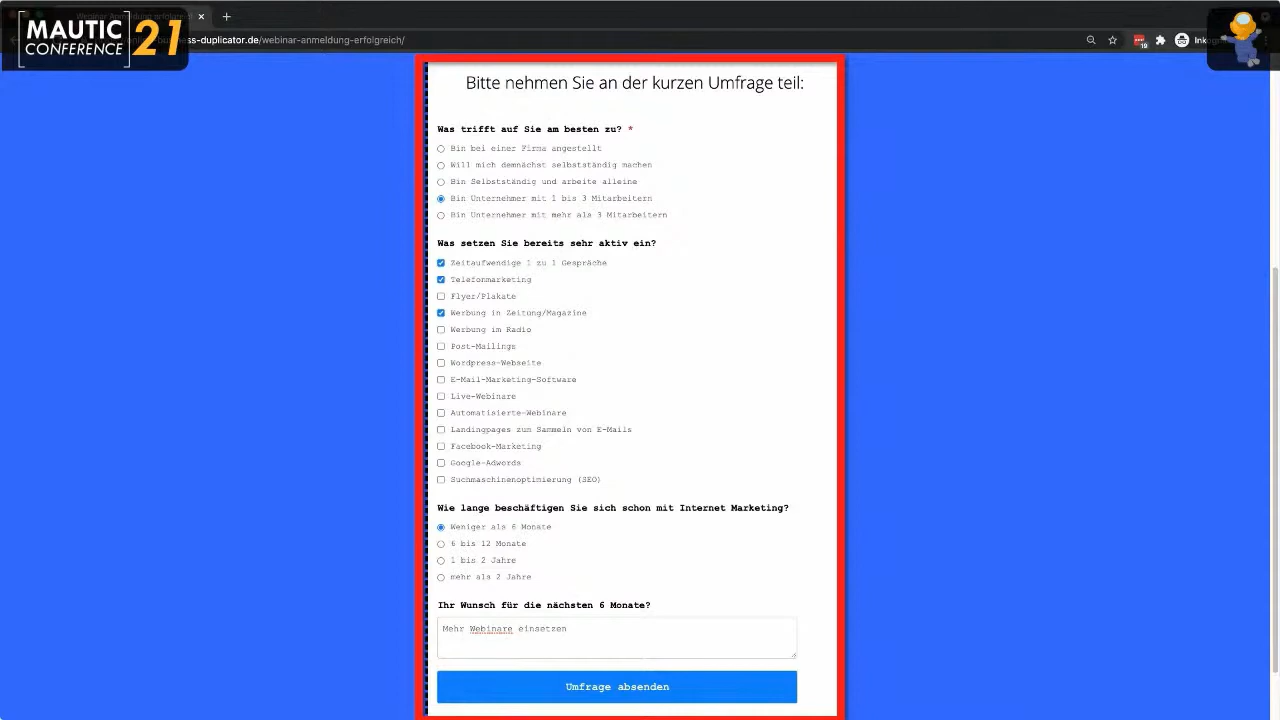 MAUTIC
CONFERENCE
21
s-duplicator.de/webinar-anmeldung-erfolgreich/
19
Bitte nehmen Sie an der kurzen Umfrage teil:
Was trifft auf Sie am besten zu? *
Bin bei einer Firma angestellt
Will mich demnächst selbstständig machen
Bin Selbstständig und arbeite alleine
Bin Unternehmer mit 1 bis 3 Mitarbeitern
Bin Unternehmer mit mehr als 3 Mitarbeitern
Was setzen Sie bereits sehr aktiv ein?
Zeitaufwendige 1 zu 1 Gespräche
Telefonmarketing
Flyer/Plakate
Werbung in Zeitung/Magazine
Werbung im Radio
Post-Mailings
Wordpress-Webseite
E-Mail-Marketing-Software
Live-Webinare
Automatisierte-Webinare
Landingpages zum Sammeln von E-Mails
Facebook-Marketing
Google-Adwords
Suchmaschinenoptimierung (SEO)
Wie lange beschäftigen Sie sich schon mit Internet Marketing?
Weniger als 6 Monate
6 bis 12 Monate
1 bis 2 Jahre
mehr als 2 Jahre
Ihr Wunsch für die nächsten 6 Monate?
Mehr Webinare einsetzen
Umfrage absenden